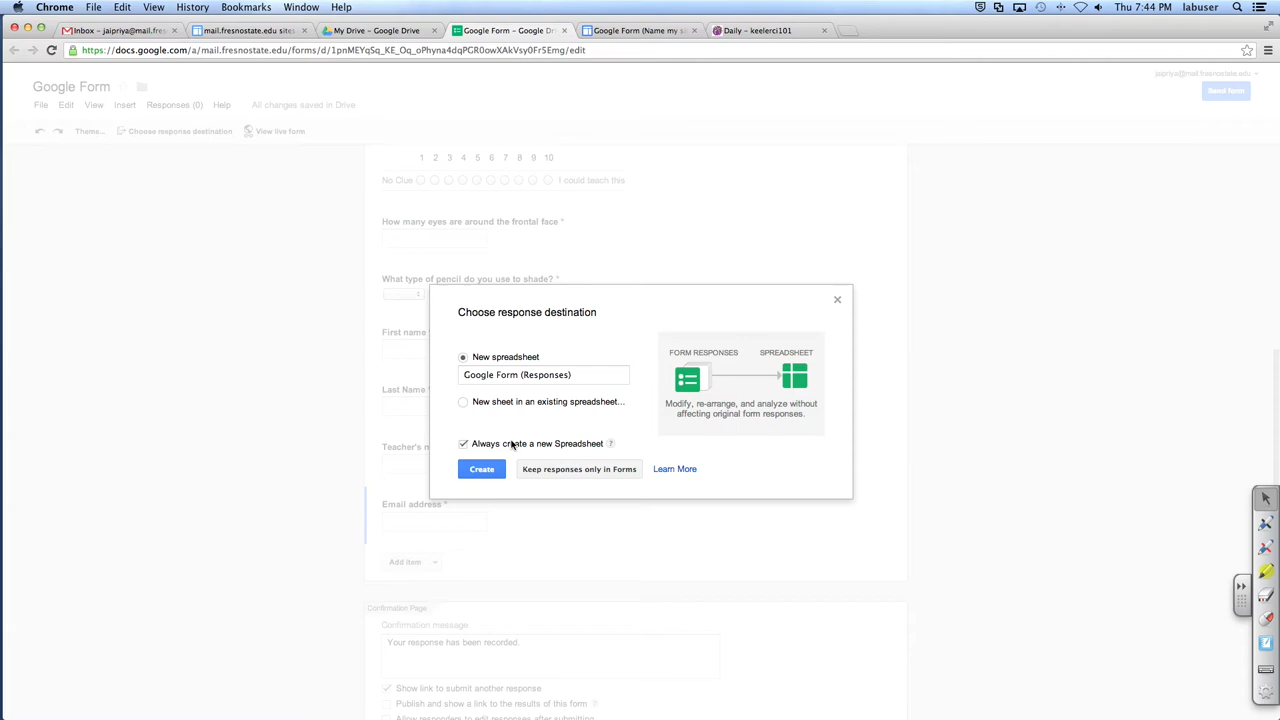 Chrome File Edit View History Bookmarks Window Help Thu 7:44 PM labuser
Inbox – jaipriya@mail.fresno mail.fresnostate.edu sites My Drive – Google Drive Google Form – Google Dri Google Form (Name my s Daily – keelerci101
https://docs.google.com/a/mail.fresnostate.edu/forms/d/1pnMEYqSq_KE_Oq_oPhyna4dqPGR0owXAkVsy0Fr5Emg/edit
jaipriya@mail.fresnostate.edu
Google Form
Send form
File Edit View Insert Responses (0) Help All changes saved in Drive
Theme... Choose response destination View live form
1 2 3 4 5 6 7 8 9 10
No Clue I could teach this
How many eyes are around the frontal face *
What type of pencil do you use to shade? *
First name
Last Name
Teacher's n
Email address *
Add item
Choose response destination
New spreadsheet
Google Form (Responses)
New sheet in an existing spreadsheet...
Always create a new Spreadsheet ?
Create Keep responses only in Forms Learn More
FORM RESPONSES SPREADSHEET
Modify, re-arrange, and analyze without
affecting original form responses.
Confirmation Page
Confirmation message
Your response has been recorded.
Show link to submit another response
Publish and show a link to the results of this form ?
Allow responders to edit responses after submitting